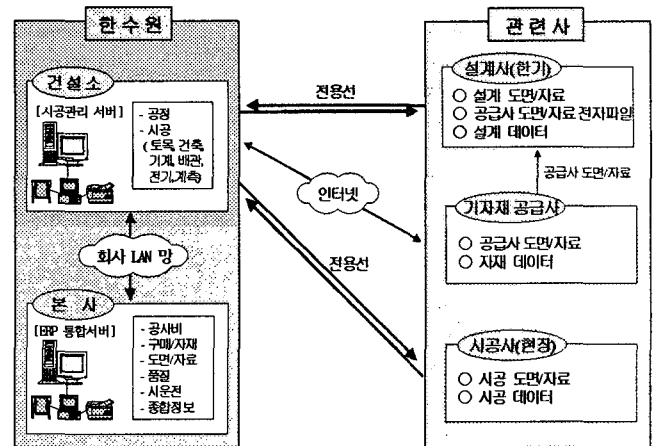 한수원
건설소
[시공관리 서버]
- 공정
- 시공
(토목, 건축,
기계, 배관,
전기,계측)
회사 LAN 망
본 사
[ERP 통합서버]
- 공사비
- 구매/자재
- 도면/자료
- 품질
- 시운전
- 종합정보
전용선
인터넷
전용선
관련사
설계사(한기)
○ 설계 도면/자료
○ 공급사 도면/자료 전자파일
○ 설계 데이터
공급사 도면/자료
기자재 공급사
○ 공급사 도면/자료
○ 자재 데이터
시공사(현장)
○ 시공 도면/자료
○ 시공 데이터